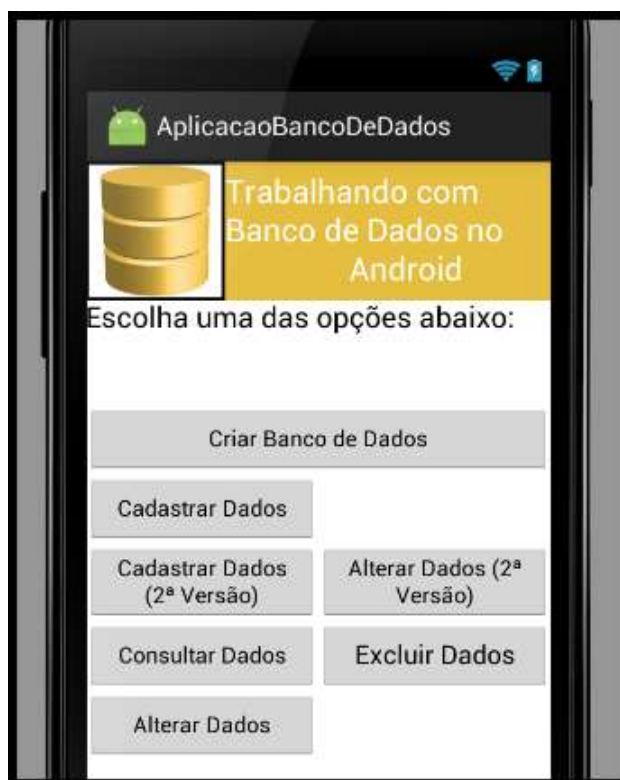 AplicacaoBancoDeDados
Trabalhando com
Banco de Dados no
Android
Escolha uma das opções abaixo:
Criar Banco de Dados
Cadastrar Dados
Cadastrar Dados
(2ª Versão)
Alterar Dados (2ª
Versão)
Consultar Dados
Excluir Dados
Alterar Dados